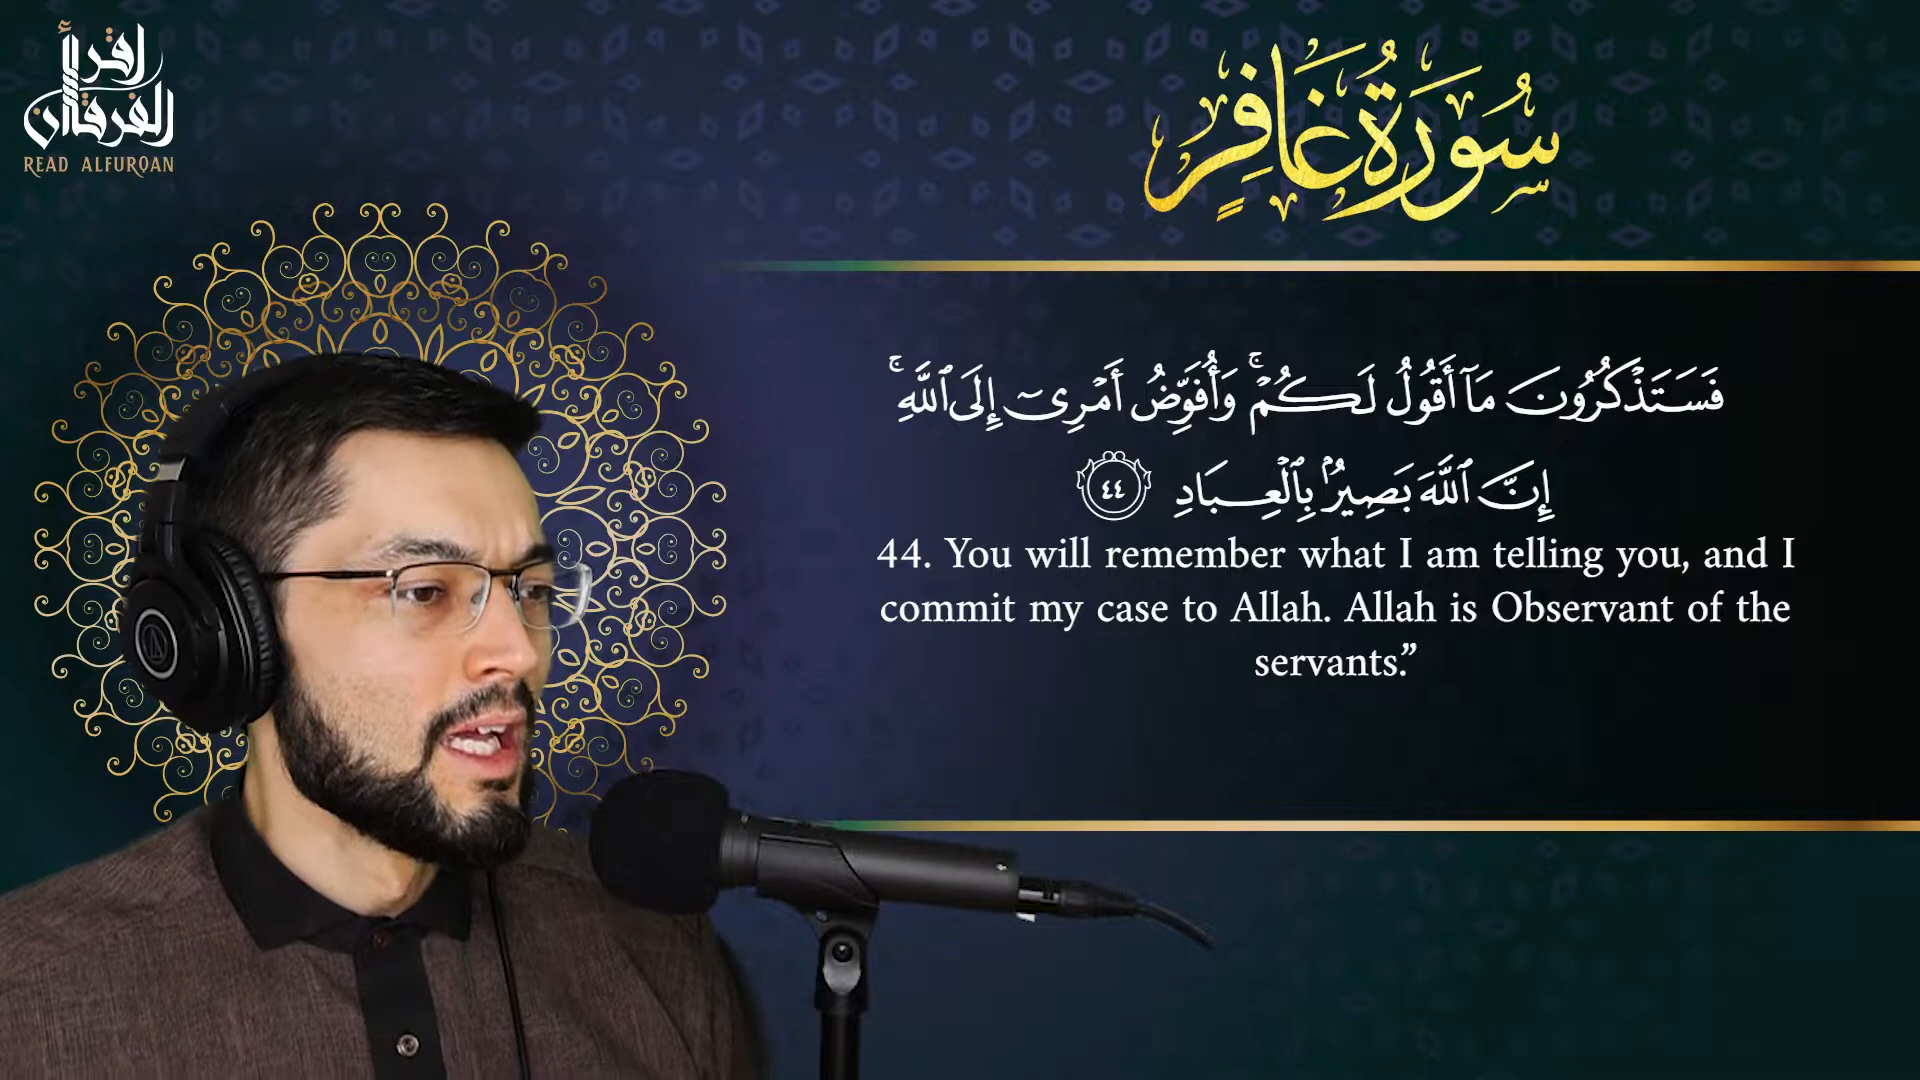 اقرأ
الفرقان
READ ALFURQAN
سُورَةُ غَافِرٍ
فَسَتَذْكُرُونَ مَآ أَقُولُ لَكُمْ ۚ وَأُفَوِّضُ أَمْرِىٓ إِلَى ٱللَّهِ ۚ
إِنَّ ٱللَّهَ بَصِيرٌۢ بِٱلْعِبَادِ ٤٤
44. You will remember what I am telling you, and I
commit my case to Allah. Allah is Observant of the
servants.”